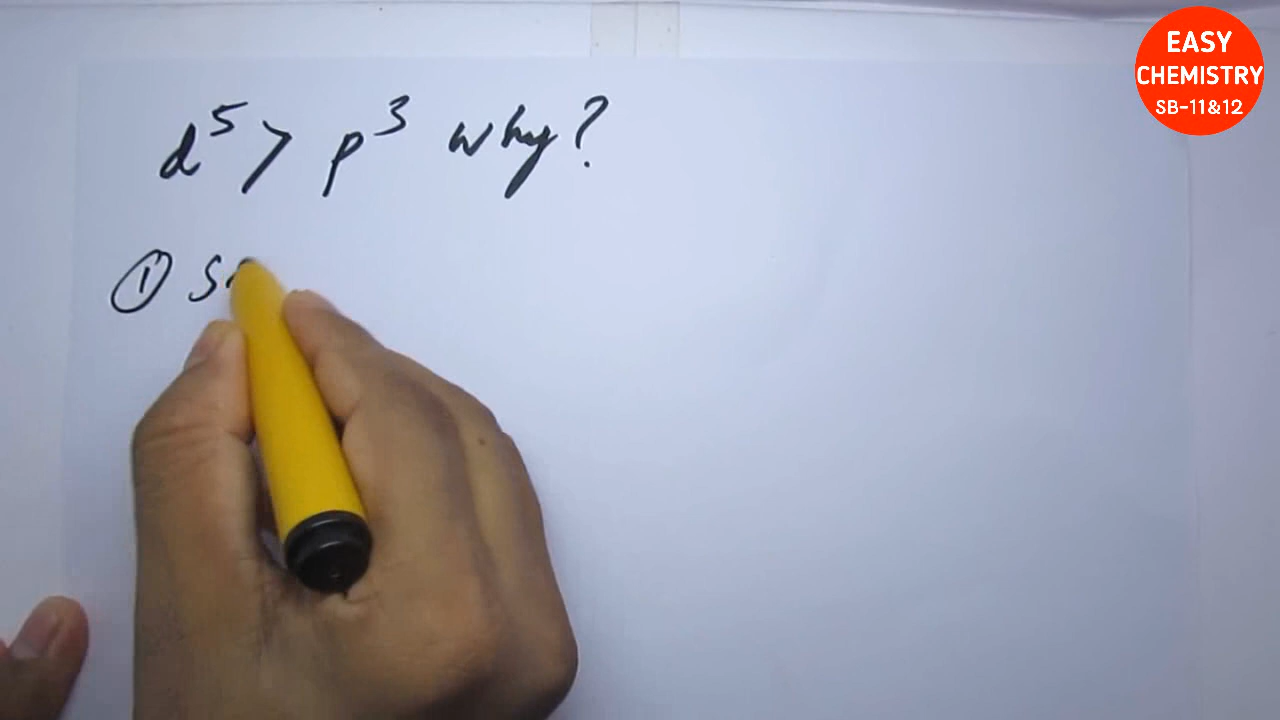 d⁵ > p³ why?
①
EASY
CHEMISTRY
SB-11&12